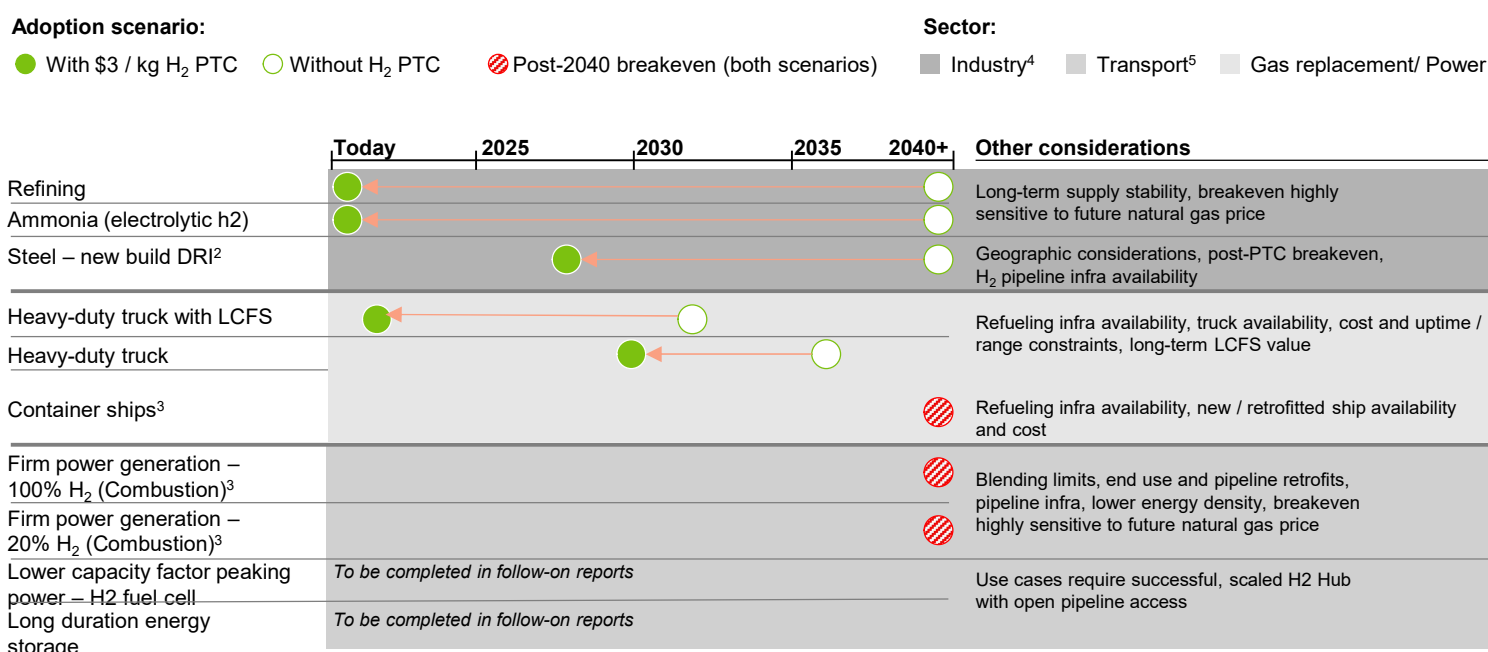 Adoption scenario:
Sector:
With $3 / kg H₂ PTC
Without H₂ PTC
Post-2040 breakeven (both scenarios)
Industry⁴
Transport⁵
Gas replacement/ Power
Today
2025
2030
2035
2040+
Other considerations
Refining
Ammonia (electrolytic h2)
Long-term supply stability, breakeven highly
sensitive to future natural gas price
Steel – new build DRI²
Geographic considerations, post-PTC breakeven,
H₂ pipeline infra availability
Heavy-duty truck with LCFS
Heavy-duty truck
Refueling infra availability, truck availability, cost and uptime /
range constraints, long-term LCFS value
Container ships³
Refueling infra availability, new / retrofitted ship availability
and cost
Firm power generation –
100% H₂ (Combustion)³
Firm power generation –
20% H₂ (Combustion)³
Blending limits, end use and pipeline retrofits,
pipeline infra, lower energy density, breakeven
highly sensitive to future natural gas price
Lower capacity factor peaking
power – H2 fuel cell
To be completed in follow-on reports
Long duration energy
storage
To be completed in follow-on reports
Use cases require successful, scaled H2 Hub
with open pipeline access